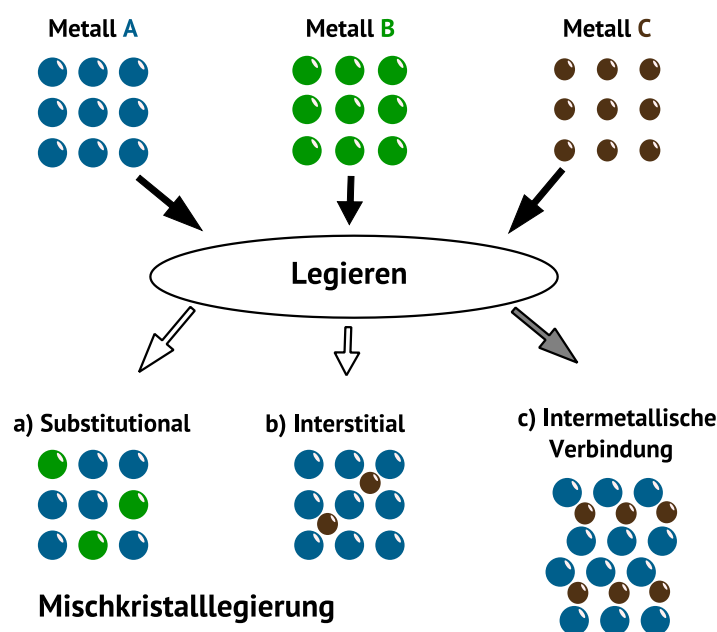 Metall A
Metall B
Metall C
Legieren
a) Substitutional
b) Interstitial
c) Intermetallische
Verbindung
Mischkristalllegierung